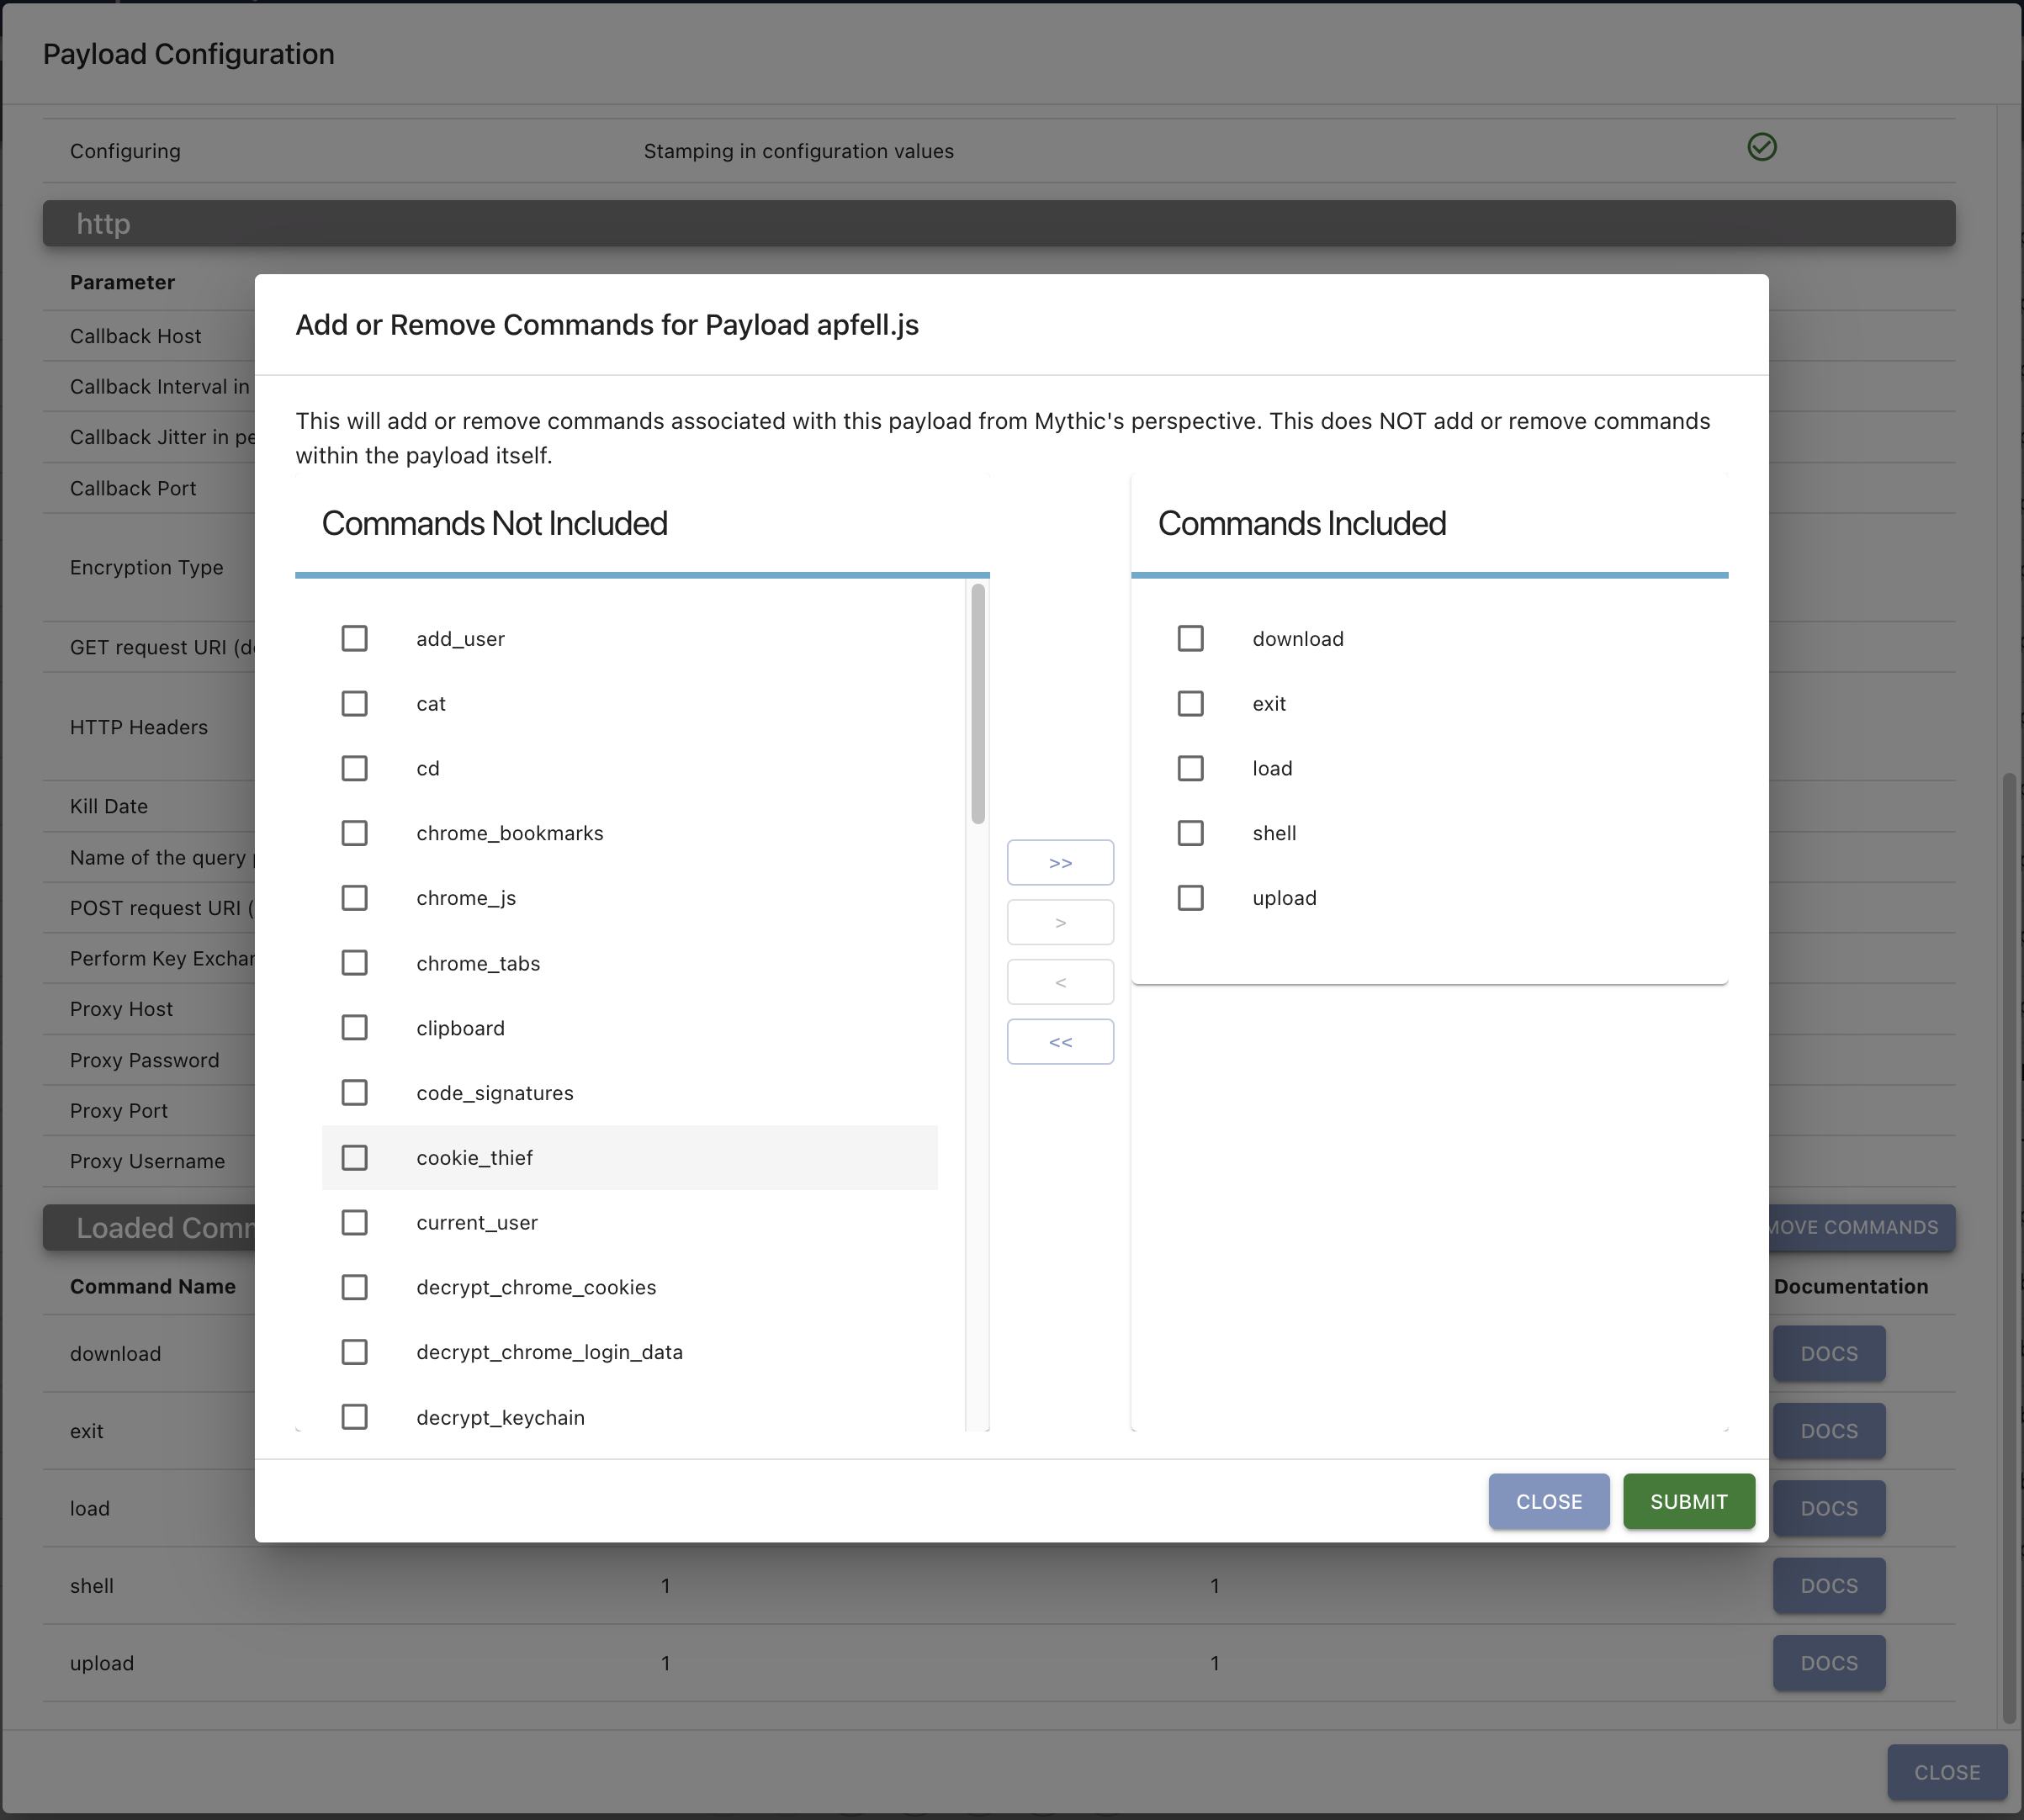 Payload Configuration
Configuring Stamping in configuration values
http
Parameter
Callback Host
Callback Interval in
Callback Jitter in pe
Callback Port
Encryption Type
GET request URI (d
HTTP Headers
Kill Date
Name of the query
POST request URI (
Perform Key Exchar
Proxy Host
Proxy Password
Proxy Port
Proxy Username
Loaded Comm
MOVE COMMANDS
Command Name Documentation
download DOCS
exit DOCS
load DOCS
shell 1 1 DOCS
upload 1 1 DOCS
CLOSE
Add or Remove Commands for Payload apfell.js
This will add or remove commands associated with this payload from Mythic's perspective. This does NOT add or remove commands
within the payload itself.
Commands Not Included
add_user
cat
cd
chrome_bookmarks
chrome_js
chrome_tabs
clipboard
code_signatures
cookie_thief
current_user
decrypt_chrome_cookies
decrypt_chrome_login_data
decrypt_keychain
>>
>
<
<<
Commands Included
download
exit
load
shell
upload
CLOSE SUBMIT